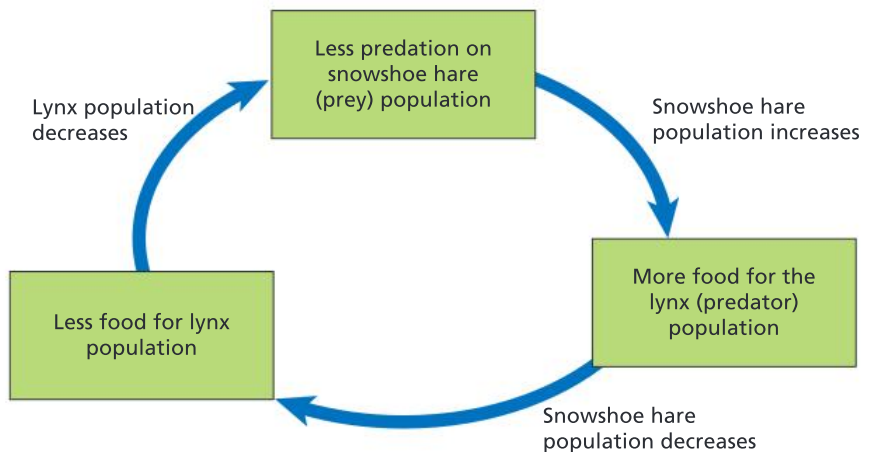 Less predation on
snowshoe hare
(prey) population
Snowshoe hare
population increases
More food for the
lynx (predator)
population
Snowshoe hare
population decreases
Less food for lynx
population
Lynx population
decreases